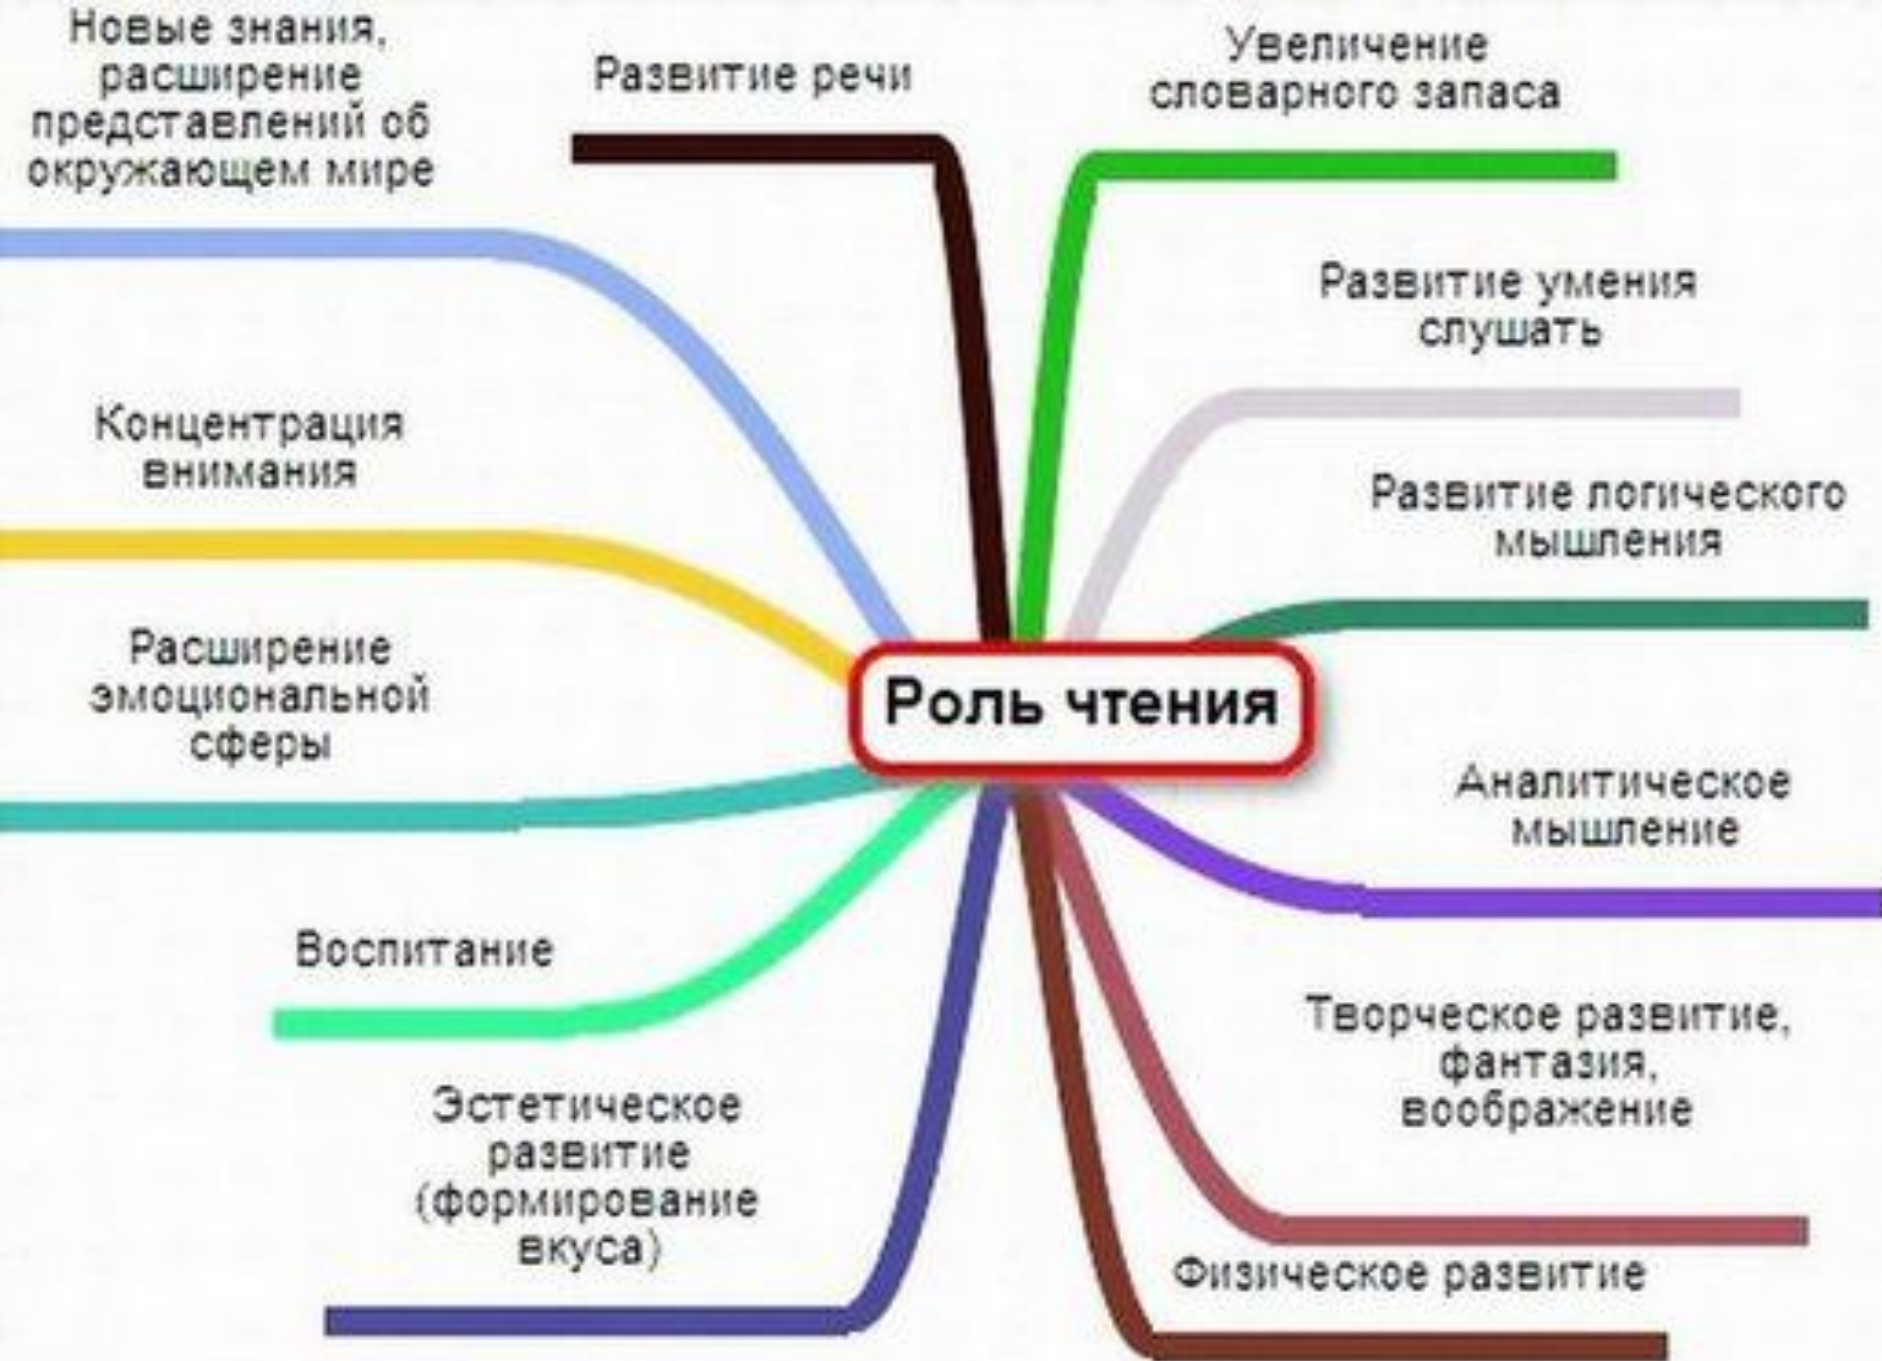 Новые знания,
расширение
представлений об
окружающем мире
Развитие речи
Увеличение
словарного запаса
Развитие умения
слушать
Концентрация
внимания
Развитие логического
мышления
Расширение
эмоциональной
сферы
Роль чтения
Аналитическое
мышление
Воспитание
Творческое развитие,
фантазия,
воображение
Эстетическое
развитие
(формирование
вкуса)
Физическое развитие